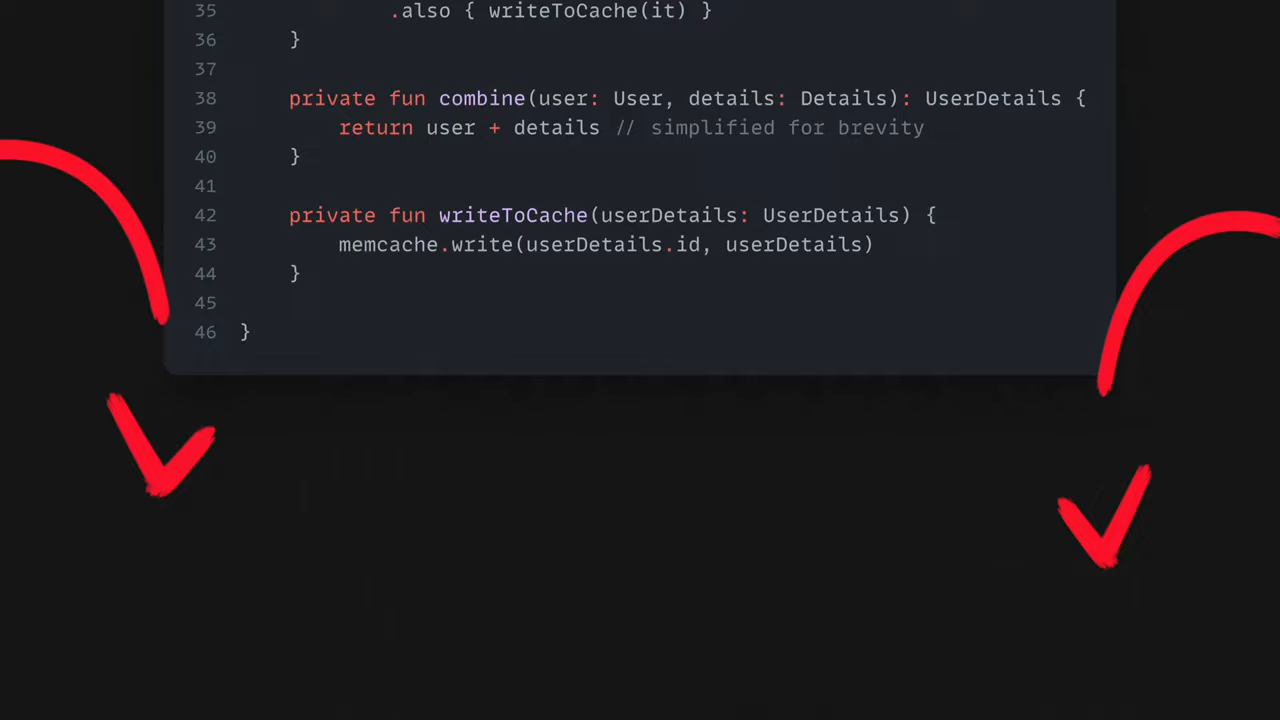 35 .also { writeToCache(it) }
36 }
37
38 private fun combine(user: User, details: Details): UserDetails {
39 return user + details // simplified for brevity
40 }
41
42 private fun writeToCache(userDetails: UserDetails) {
43 memcache.write(userDetails.id, userDetails)
44 }
45
46 }